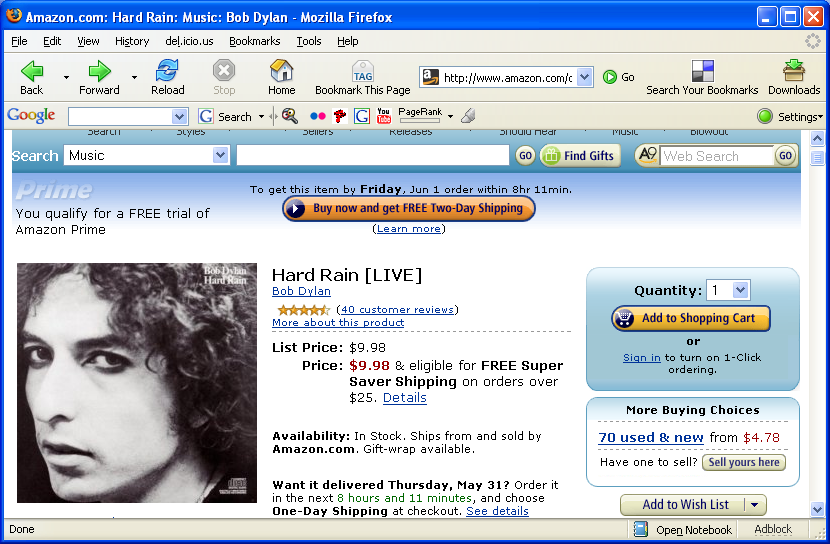 Amazon.com: Hard Rain: Music: Bob Dylan - Mozilla Firefox
File Edit View History del.icio.us Bookmarks Tools Help
TAG
Back Forward Reload Stop Home Bookmark This Page http://www.amazon.com/ Go Search Your Bookmarks Downloads
Google G Search You Tube PageRank Settings
Search Styles Sellers Releases Should Hear Music Blowout
Search Music GO Find Gifts A9 Web Search GO
Prime
You qualify for a FREE trial of
Amazon Prime
To get this item by Friday, Jun 1 order within 8hr 11min.
Buy now and get FREE Two-Day Shipping
(Learn more)
Bob Dylan
Hard Rain
Hard Rain [LIVE]
Bob Dylan
(40 customer reviews)
More about this product
List Price: $9.98
Price: $9.98 & eligible for FREE Super
Saver Shipping on orders over
$25. Details
Availability: In Stock. Ships from and sold by
Amazon.com. Gift-wrap available.
Want it delivered Thursday, May 31? Order it
in the next 8 hours and 11 minutes, and choose
One-Day Shipping at checkout. See details
Quantity: 1
Add to Shopping Cart
or
Sign in to turn on 1-Click
ordering.
More Buying Choices
70 used & new from $4.78
Have one to sell? Sell yours here
Add to Wish List
Done Open Notebook Adblock